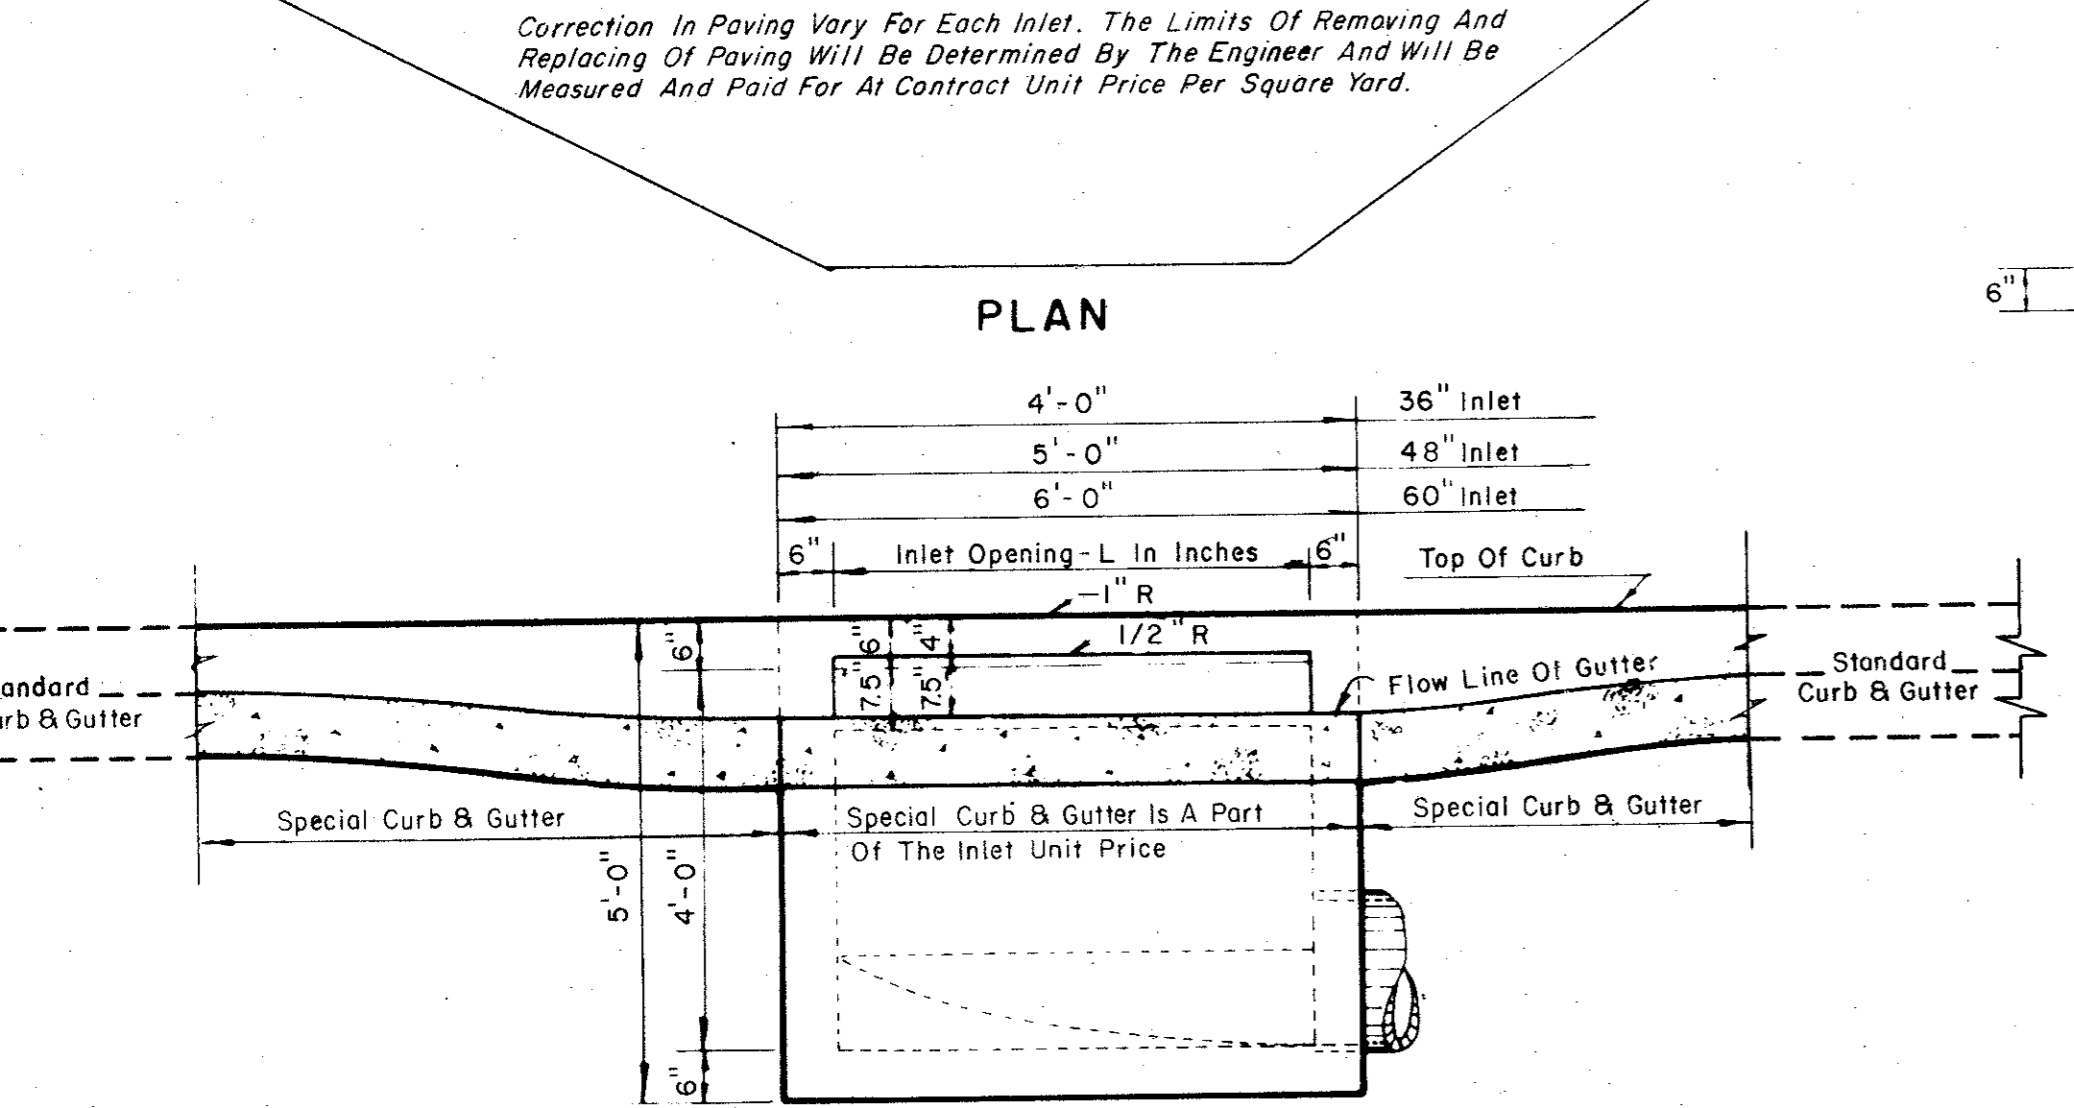 Correction In Paving Vary For Each Inlet. The Limits Of Removing And
Replacing Of Paving Will Be Determined By The Engineer And Will Be
Measured And Paid For At Contract Unit Price Per Square Yard.
PLAN
6"
4'-0" 36" Inlet
5'-0" 48" Inlet
6'-0" 60" Inlet
6" Inlet Opening-L In Inches 6" Top Of Curb
1" R
6" 6" 4" 1/2" R
7.5" 7.5" Flow Line Of Gutter
andard
rb & Gutter
Standard
Curb & Gutter
Special Curb & Gutter
Special Curb & Gutter Is A Part
Of The Inlet Unit Price
Special Curb & Gutter
5'-0" 4'-0"
6"